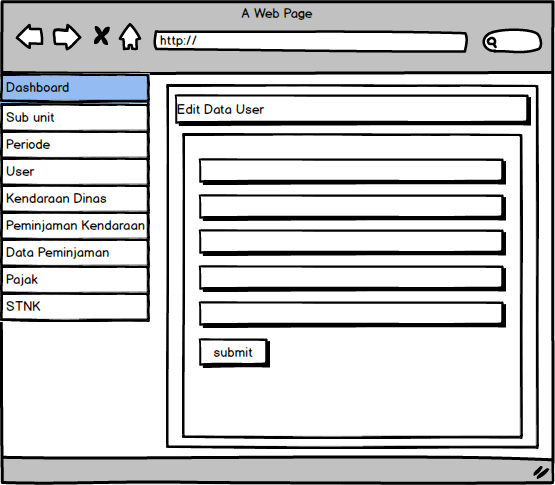 A Web Page
http://
Dashboard
Sub unit
Periode
User
Kendaraan Dinas
Peminjaman Kendaraan
Data Peminjaman
Pajak
STNK
Edit Data User
submit